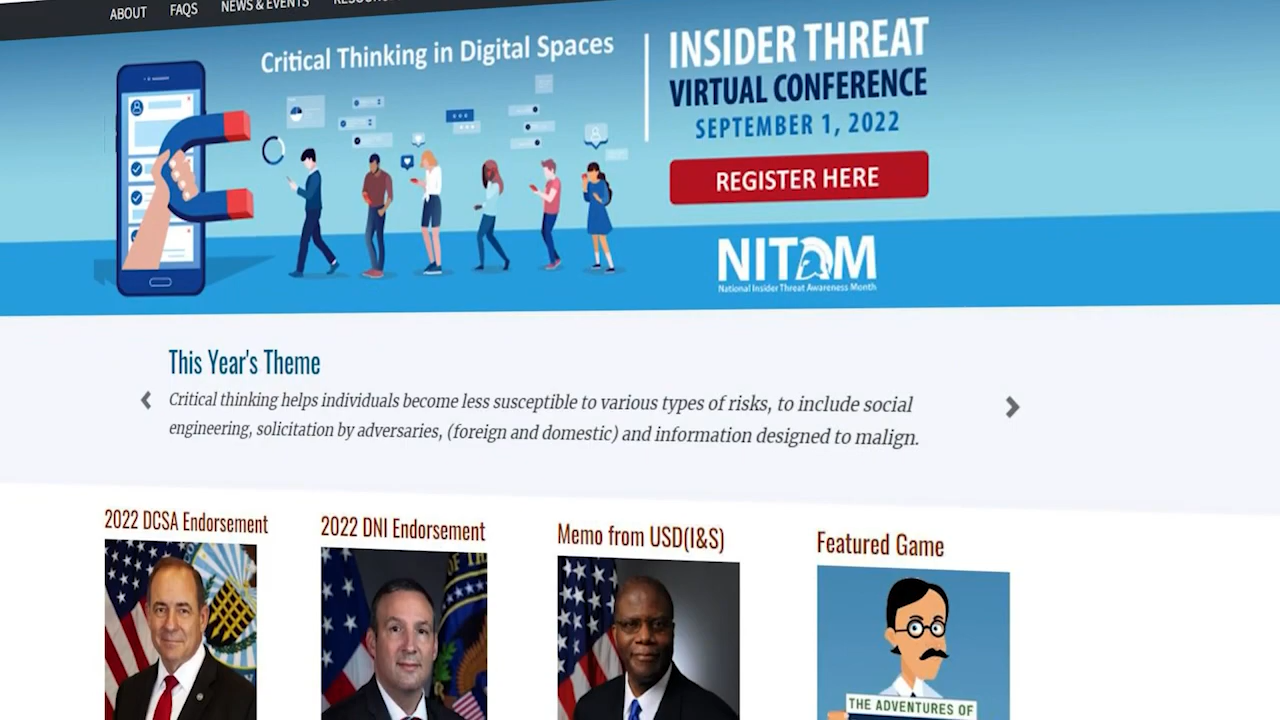 ABOUT FAQS NEWS & EVENTS
Critical Thinking in Digital Spaces
INSIDER THREAT
VIRTUAL CONFERENCE
SEPTEMBER 1, 2022
REGISTER HERE
NITAM
National Insider Threat Awareness Month
This Year's Theme
Critical thinking helps individuals become less susceptible to various types of risks, to include social
engineering, solicitation by adversaries, (foreign and domestic) and information designed to malign.
2022 DCSA Endorsement
2022 DNI Endorsement
Memo from USD(I&S)
Featured Game
THE ADVENTURES OF